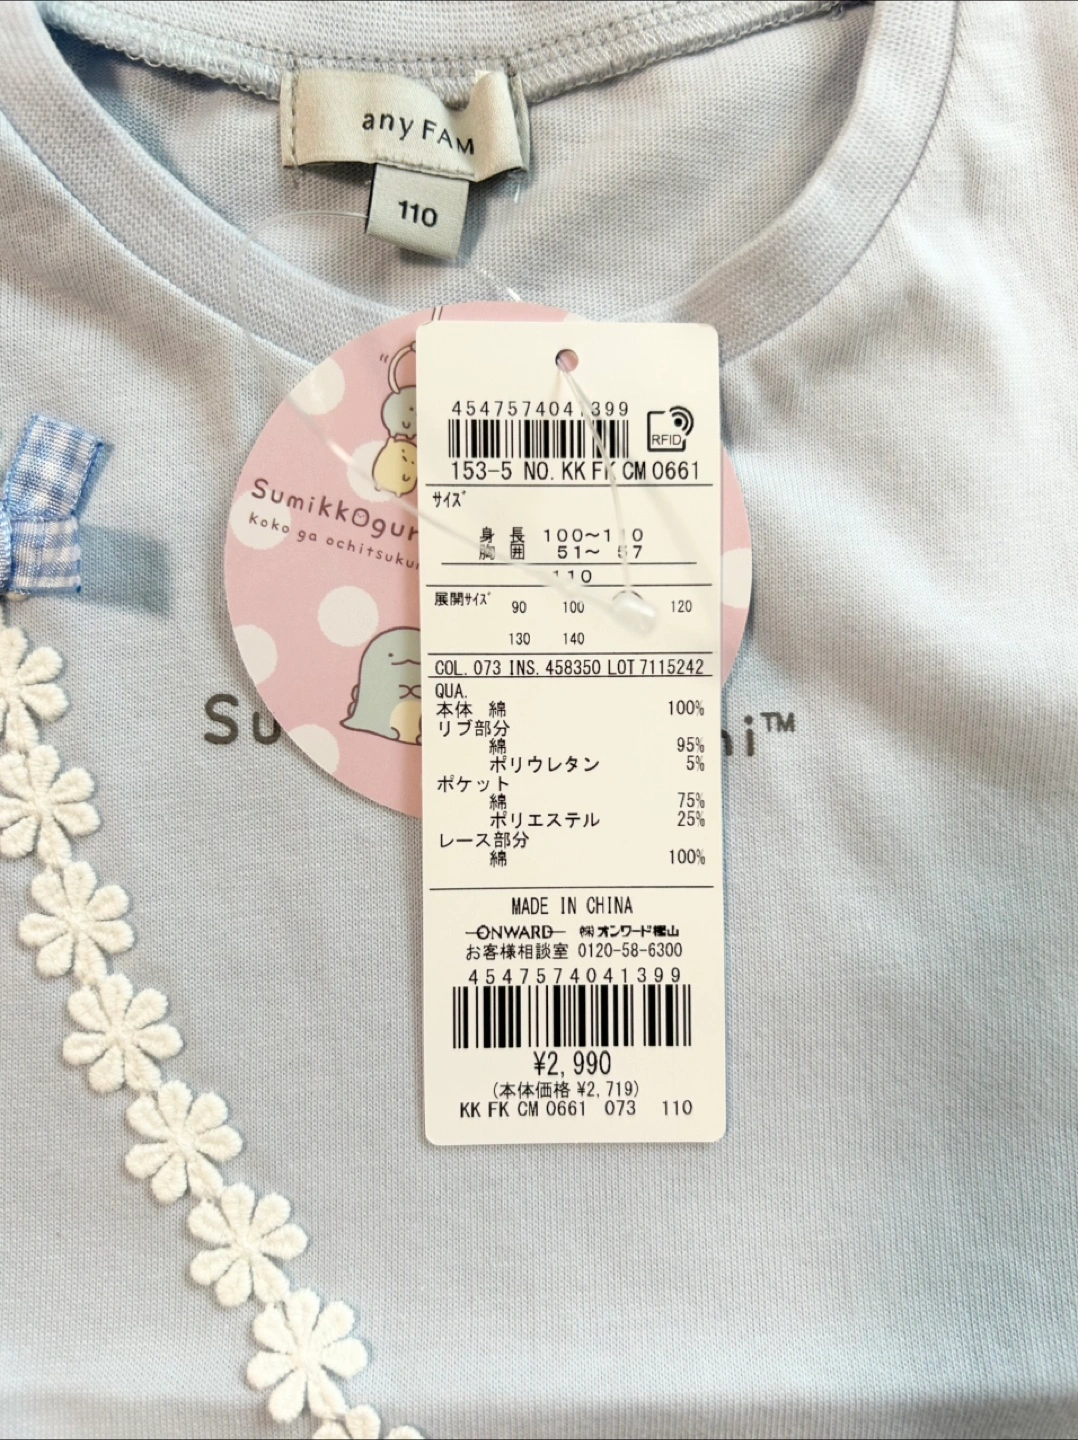 any FAM
110
4547574041399
RFID
153-5 NO. KK FK CM 0661
サイズ
身長 100~110
胸囲 51~ 57
110
展開サイズ 90 100 120
130 140
COL. 073 INS. 458350 LOT 7115242
QUA.
本体 綿 100%
リブ部分
綿 95%
ポリウレタン 5%
ポケット
綿 75%
ポリエステル 25%
レース部分
綿 100%
MADE IN CHINA
ONWARD ㈱オンワード樫山
お客様相談室 0120-58-6300
4547574041399
¥2,990
(本体価格 ¥2,719)
KK FK CM 0661 073 110
Sumikkogur
koko ga ochitsukun
Su ni™